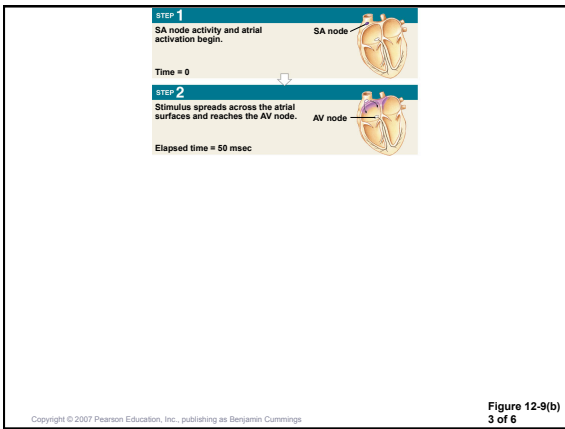 STEP 1
SA node activity and atrial
activation begin.
SA node
Time = 0
STEP 2
Stimulus spreads across the atrial
surfaces and reaches the AV node.
AV node
Elapsed time = 50 msec
Copyright © 2007 Pearson Education, Inc., publishing as Benjamin Cummings
Figure 12-9(b)
3 of 6